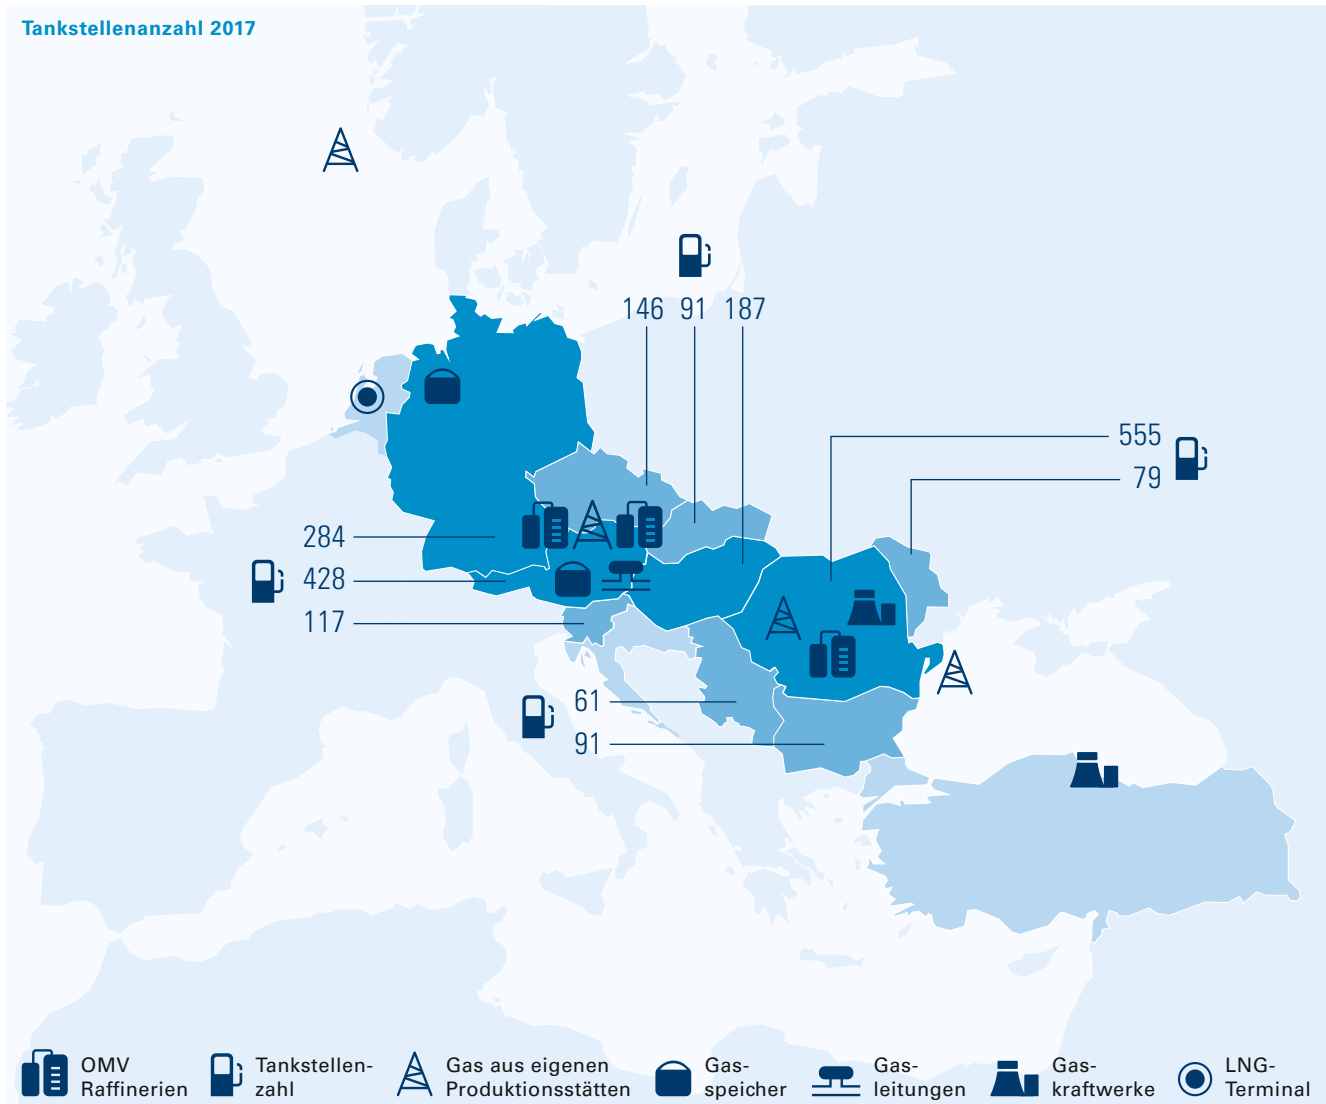 Tankstellenanzahl 2017
146 91 187
555
79
284
428
117
61
91
OMV
Raffinerien
Tankstellen-
zahl
Gas aus eigenen
Produktionsstätten
Gas-
speicher
Gas-
leitungen
Gas-
kraftwerke
LNG-
Terminal